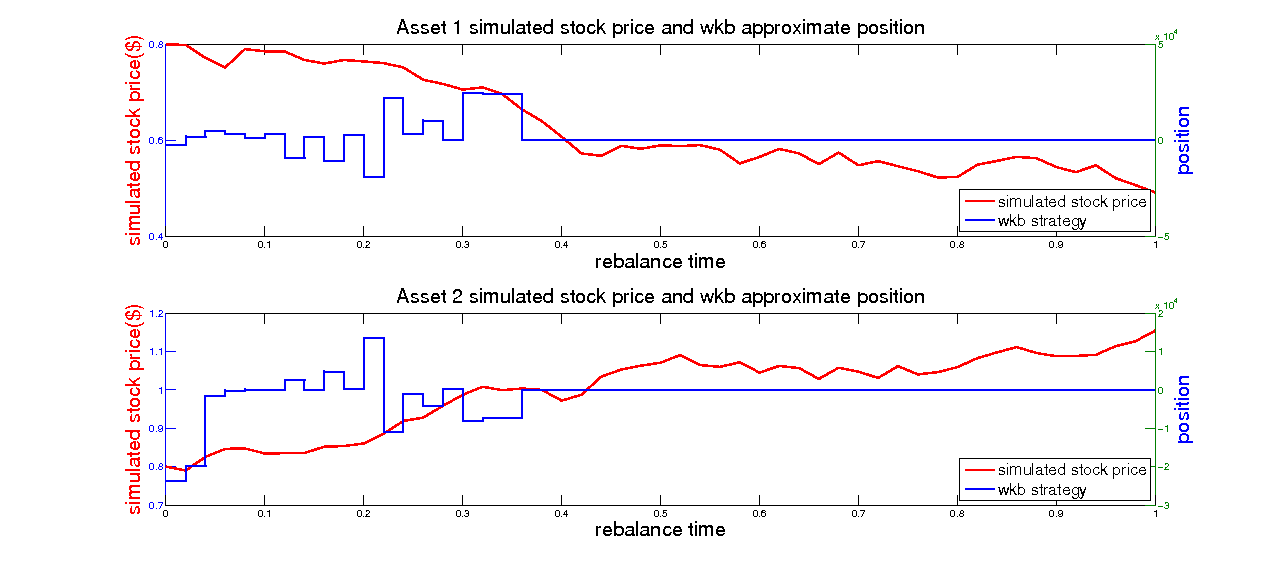 Asset 1 simulated stock price and wkb approximate position
simulated stock price($)
0.8
0.6
0.4
x 10^4
5
0
-5
position
0 0.1 0.2 0.3 0.4 0.5 0.6 0.7 0.8 0.9 1
rebalance time
simulated stock price
wkb strategy
Asset 2 simulated stock price and wkb approximate position
simulated stock price($)
1.2
1.1
1
0.9
0.8
0.7
x 10^4
2
1
0
-1
-2
-3
position
0 0.1 0.2 0.3 0.4 0.5 0.6 0.7 0.8 0.9 1
rebalance time
simulated stock price
wkb strategy